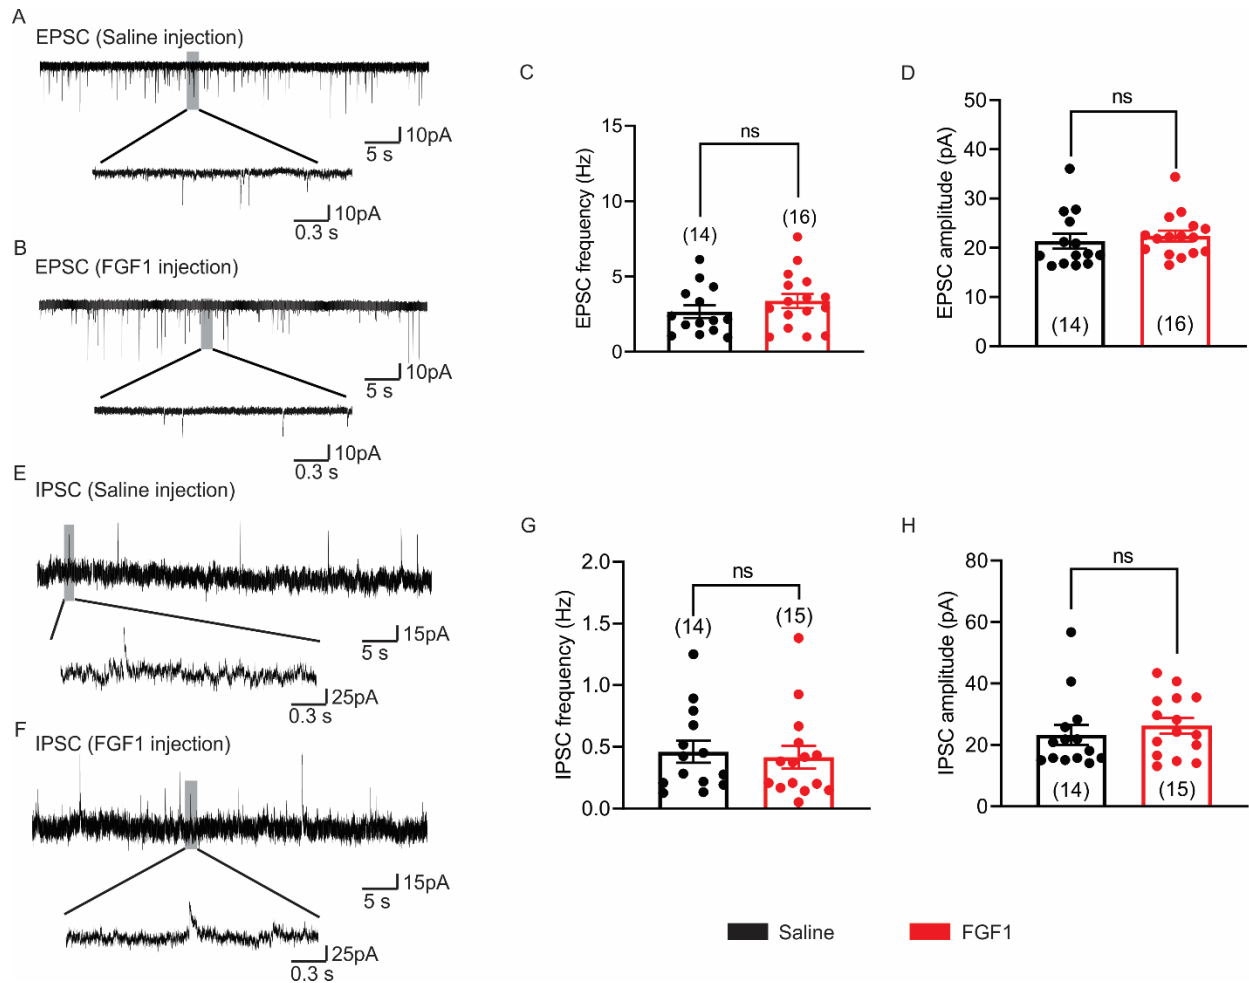 A
EPSC (Saline injection)
10pA
5 s
10pA
0.3 s
B
EPSC (FGF1 injection)
10pA
5 s
10pA
0.3 s
C
EPSC frequency (Hz)
15
10
5
0
ns
(14)
(16)
D
EPSC amplitude (pA)
50
40
30
20
10
0
ns
(14)
(16)
E
IPSC (Saline injection)
15pA
5 s
25pA
0.3 s
F
IPSC (FGF1 injection)
15pA
5 s
25pA
0.3 s
G
IPSC frequency (Hz)
2.0
1.5
1.0
0.5
0.0
ns
(14)
(15)
H
IPSC amplitude (pA)
80
60
40
20
0
ns
(14)
(15)
Saline
FGF1